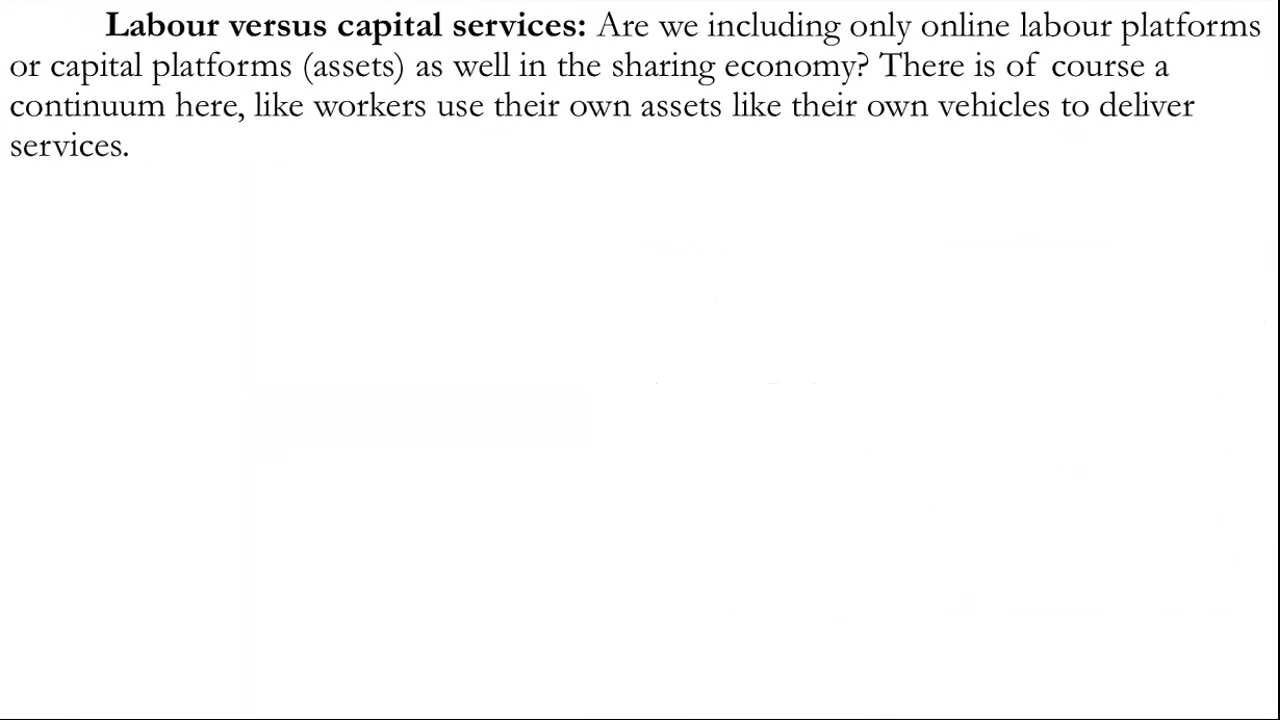 Labour versus capital services: Are we including only online labour platforms
or capital platforms (assets) as well in the sharing economy? There is of course a
continuum here, like workers use their own assets like their own vehicles to deliver
services.